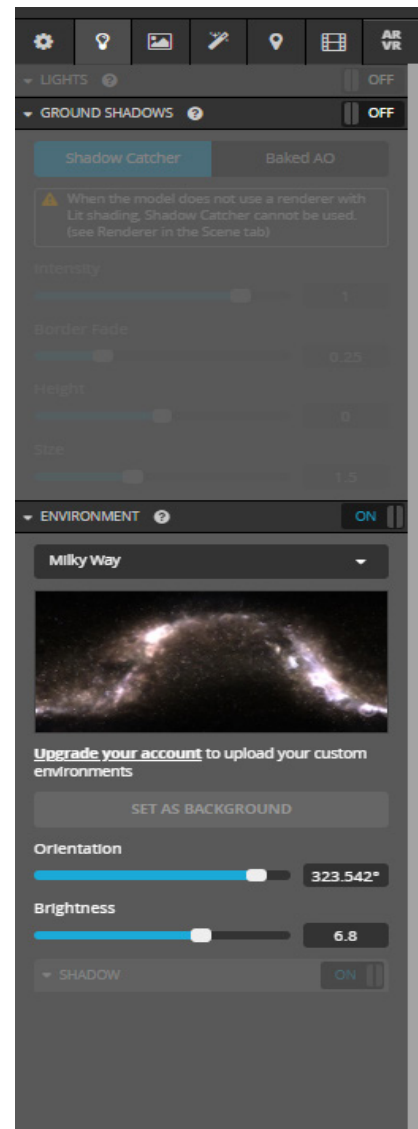 AR
VR
LIGHTS
OFF
GROUND SHADOWS
OFF
Shadow Catcher
Baked AO
When the model does not use a renderer with
Lit shading, Shadow Catcher cannot be used.
(see Renderer in the Scene tab)
Intensity
1
Border Fade
0.25
Height
0
Size
1.5
ENVIRONMENT
ON
Milky Way
Upgrade your account to upload your custom
environments
SET AS BACKGROUND
Orientation
323.542°
Brightness
6.8
SHADOW
ON